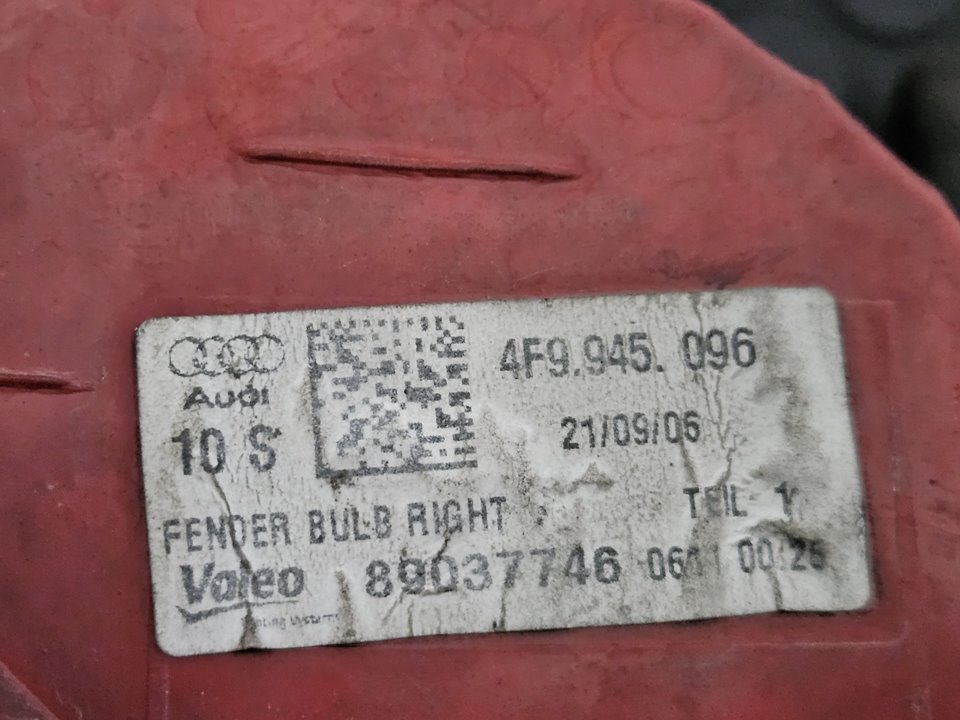 Audi
4F9.945. 096
10 S
21/09/06
FENDER BULB RIGHT
TEIL 1
Valeo
89037746